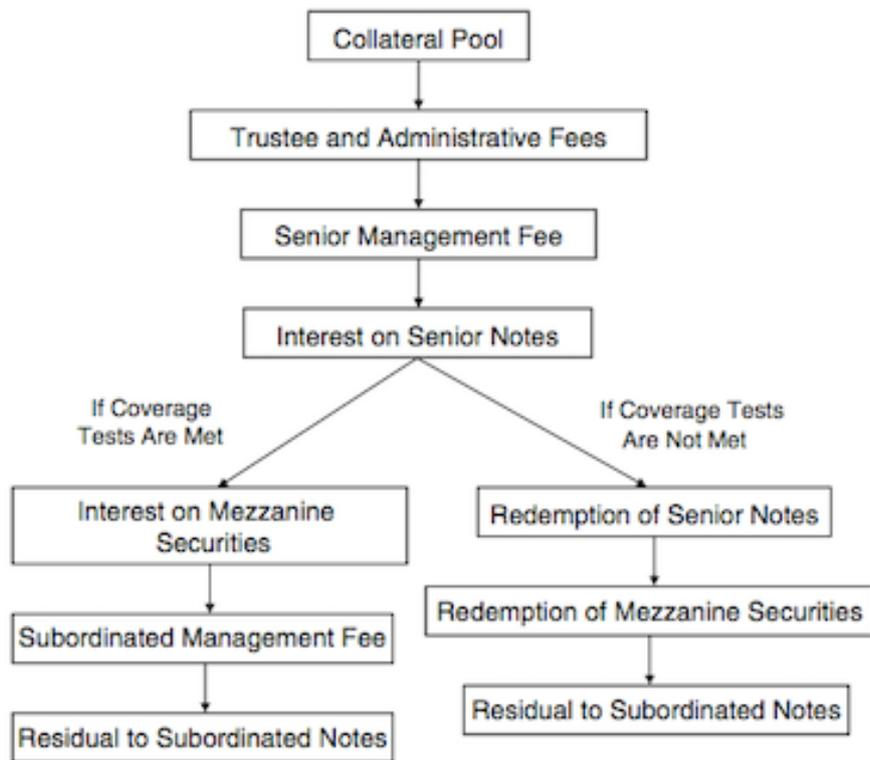 Collateral Pool
Trustee and Administrative Fees
Senior Management Fee
Interest on Senior Notes
If Coverage
Tests Are Met
If Coverage Tests
Are Not Met
Interest on Mezzanine
Securities
Redemption of Senior Notes
Subordinated Management Fee
Redemption of Mezzanine Securities
Residual to Subordinated Notes
Residual to Subordinated Notes